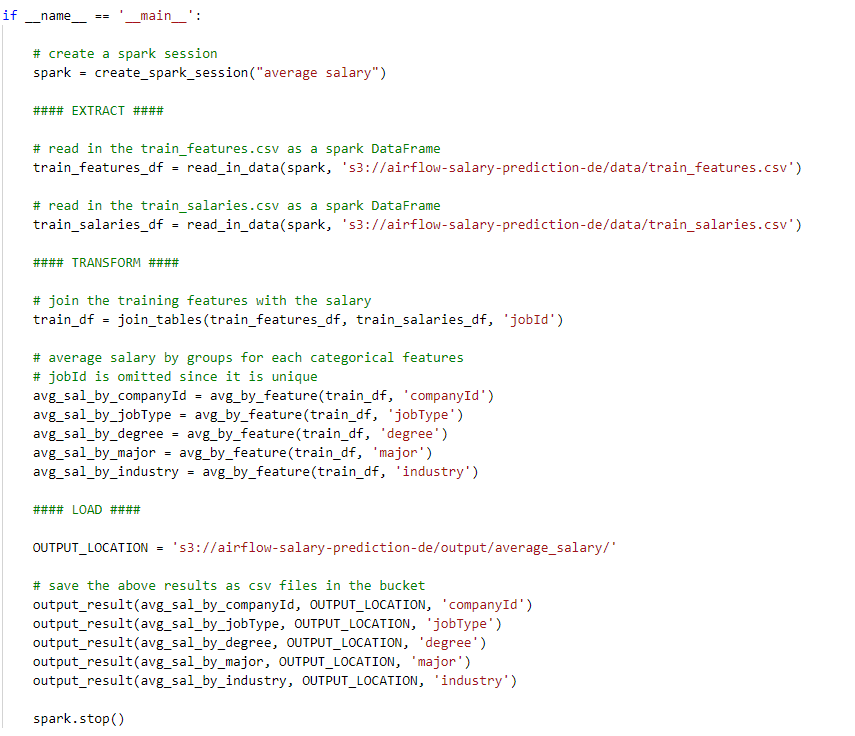 if __name__ == '__main__':
# create a spark session
spark = create_spark_session("average salary")
#### EXTRACT ####
# read in the train_features.csv as a spark DataFrame
train_features_df = read_in_data(spark, 's3://airflow-salary-prediction-de/data/train_features.csv')
# read in the train_salaries.csv as a spark DataFrame
train_salaries_df = read_in_data(spark, 's3://airflow-salary-prediction-de/data/train_salaries.csv')
#### TRANSFORM ####
# join the training features with the salary
train_df = join_tables(train_features_df, train_salaries_df, 'jobId')
# average salary by groups for each categorical features
# jobId is omitted since it is unique
avg_sal_by_companyId = avg_by_feature(train_df, 'companyId')
avg_sal_by_jobType = avg_by_feature(train_df, 'jobType')
avg_sal_by_degree = avg_by_feature(train_df, 'degree')
avg_sal_by_major = avg_by_feature(train_df, 'major')
avg_sal_by_industry = avg_by_feature(train_df, 'industry')
#### LOAD ####
OUTPUT_LOCATION = 's3://airflow-salary-prediction-de/output/average_salary/'
# save the above results as csv files in the bucket
output_result(avg_sal_by_companyId, OUTPUT_LOCATION, 'companyId')
output_result(avg_sal_by_jobType, OUTPUT_LOCATION, 'jobType')
output_result(avg_sal_by_degree, OUTPUT_LOCATION, 'degree')
output_result(avg_sal_by_major, OUTPUT_LOCATION, 'major')
output_result(avg_sal_by_industry, OUTPUT_LOCATION, 'industry')
spark.stop()